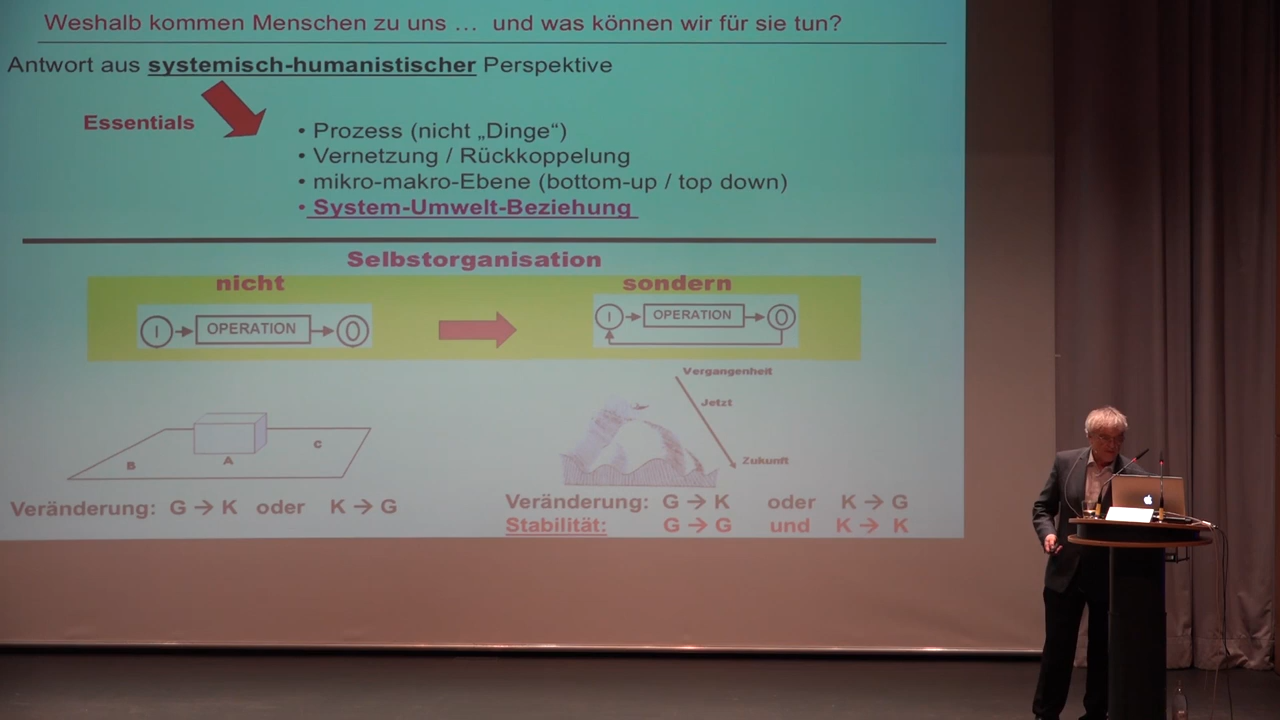 Weshalb kommen Menschen zu uns … und was können wir für sie tun?
Antwort aus systemisch-humanistischer Perspektive
Essentials
• Prozess (nicht „Dinge“)
• Vernetzung / Rückkoppelung
• mikro-makro-Ebene (bottom-up / top down)
• System-Umwelt-Beziehung
Selbstorganisation
nicht
sondern
I → OPERATION → O
I → OPERATION → O
Vergangenheit
Jetzt
Zukunft
B
A
C
Veränderung: G → K oder K → G
Veränderung: G → K oder K → G
Stabilität: G → G und K → K